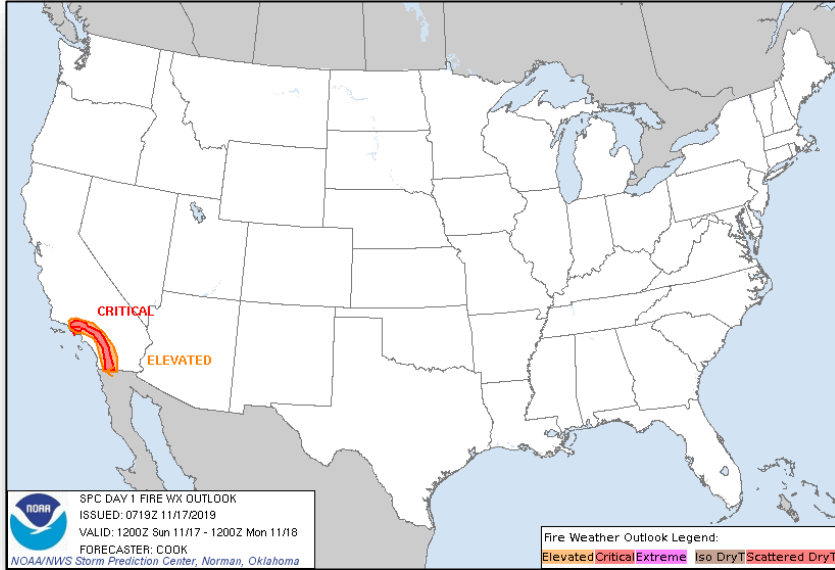 CRITICAL
ELEVATED
NOAA
SPC DAY 1 FIRE WX OUTLOOK
ISSUED: 0719Z 11/17/2019
VALID: 1200Z Sun 11/17 - 1200Z Mon 11/18
FORECASTER: COOK
NOAA/NWS Storm Prediction Center, Norman, Oklahoma
Fire Weather Outlook Legend:
Elevated Critical Extreme Iso DryT Scattered DryT